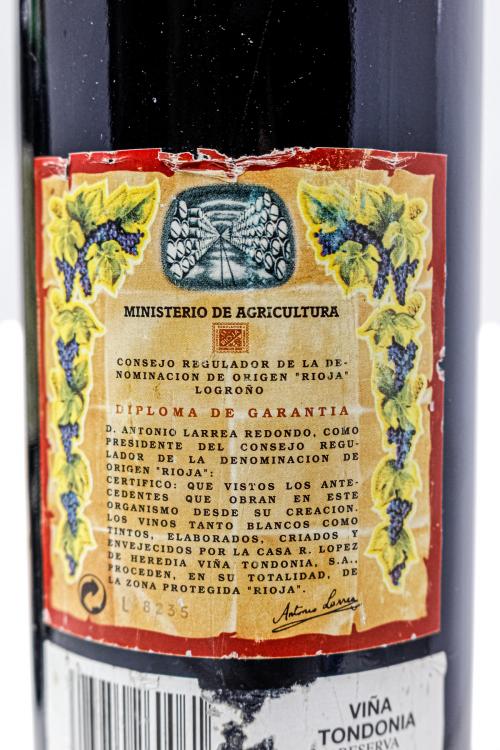 MINISTERIO DE AGRICULTURA
CONSEJO REGULADOR DE LA DE-
NOMINACION DE ORIGEN "RIOJA"
LOGROÑO
DIPLOMA DE GARANTIA
D. ANTONIO LARREA REDONDO, COMO
PRESIDENTE DEL CONSEJO REGU-
LADOR DE LA DENOMINACION DE
ORIGEN "RIOJA":
CERTIFICO: QUE VISTOS LOS ANTE-
CEDENTES QUE OBRAN EN ESTE
ORGANISMO DESDE SU CREACION.
LOS VINOS TANTO BLANCOS COMO
TINTOS, ELABORADOS, CRIADOS Y
ENVEJECIDOS POR LA CASA R. LOPEZ
DE HEREDIA VIÑA TONDONIA, S.A.,
PROCEDEN, EN SU TOTALIDAD, DE
LA ZONA PROTEGIDA "RIOJA".
L 8235
Antonio Larrea
VIÑA
TONDONIA
RESERVA